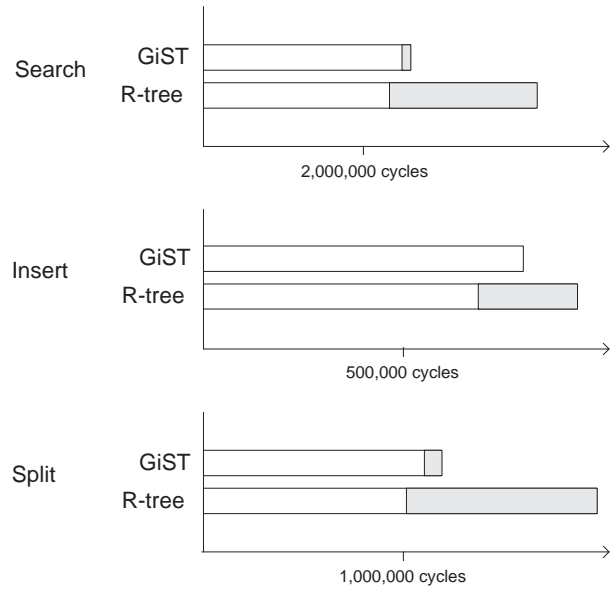 GiST
Search
R-tree
2,000,000 cycles
GiST
Insert
R-tree
500,000 cycles
GiST
Split
R-tree
1,000,000 cycles